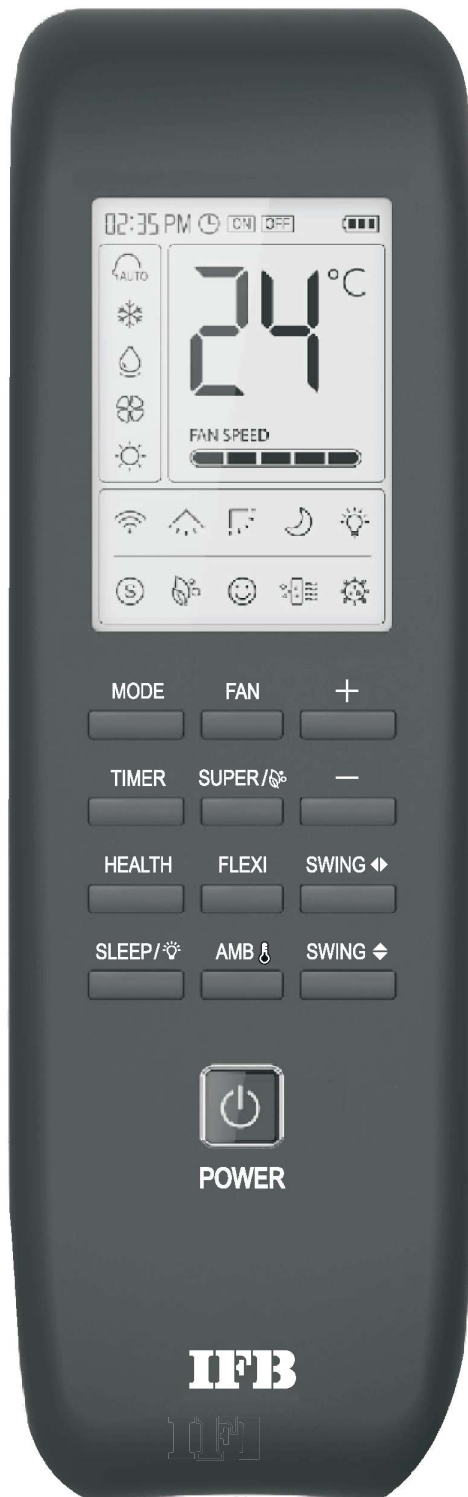 02:35 PM ON OFF
AUTO
24°C
FAN SPEED
S
MODE FAN +
TIMER SUPER/ −
HEALTH FLEXI SWING
SLEEP/ AMB SWING
POWER
IFB